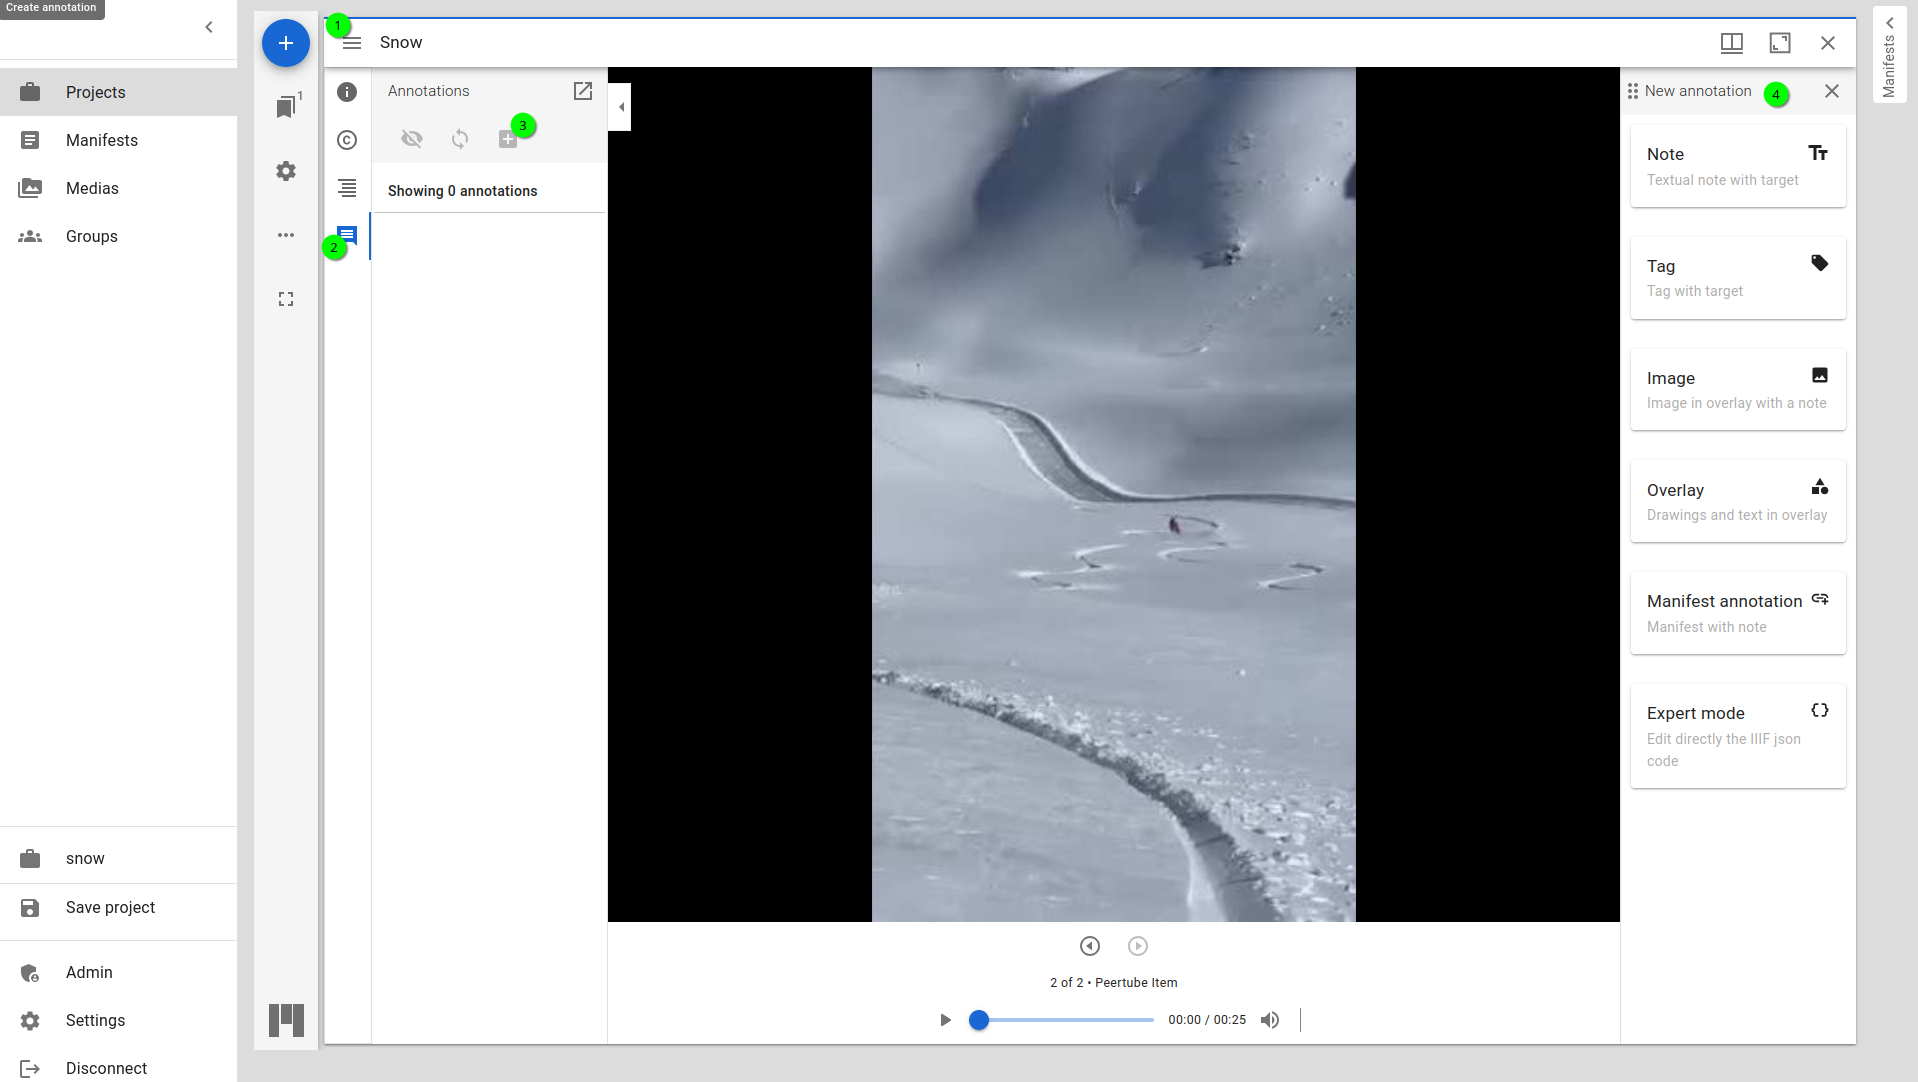 Create annotation
Projects
Manifests
Medias
Groups
snow
Save project
Admin
Settings
Disconnect
1
1
Snow
2
Annotations
3
Showing 0 annotations
2 of 2 • Peertube Item
00:00 / 00:25
New annotation
4
Note
Textual note with target
Tag
Tag with target
Image
Image in overlay with a note
Overlay
Drawings and text in overlay
Manifest annotation
Manifest with note
Expert mode
Edit directly the IIIF json
code
Manifests